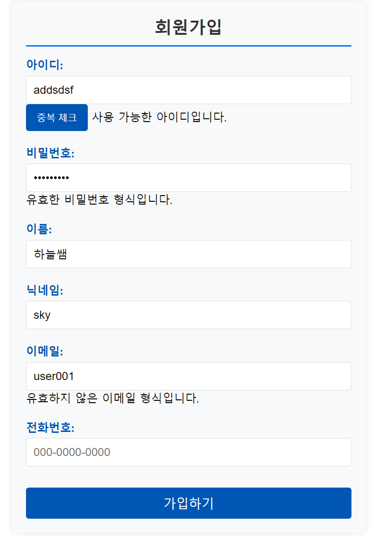 회원가입
아이디:
addsdsf
중복 체크 사용 가능한 아이디입니다.
비밀번호:
•••••••••
유효한 비밀번호 형식입니다.
이름:
하늘쌤
닉네임:
sky
이메일:
user001
유효하지 않은 이메일 형식입니다.
전화번호:
000-0000-0000
가입하기